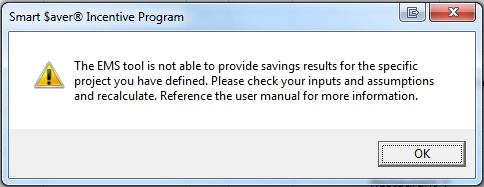 Smart $aver® Incentive Program
The EMS tool is not able to provide savings results for the specific
project you have defined. Please check your inputs and assumptions
and recalculate. Reference the user manual for more information.
OK